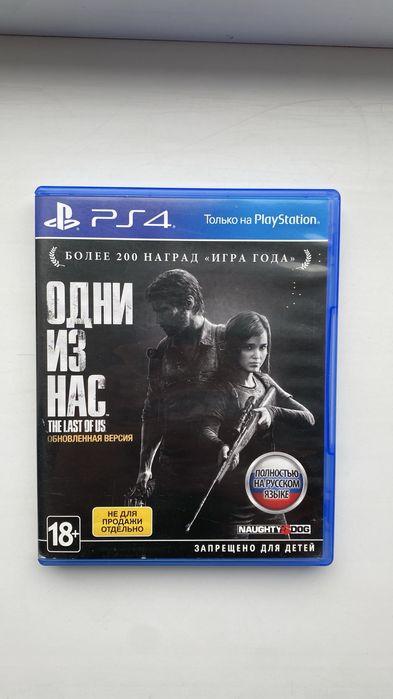 PS4
Только на PlayStation
БОЛЕЕ 200 НАГРАД «ИГРА ГОДА»
ОДНИ
ИЗ
НАС
THE LAST OF US
ОБНОВЛЕННАЯ ВЕРСИЯ
ПОЛНОСТЬЮ
НА РУССКОМ
ЯЗЫКЕ
НЕ ДЛЯ
ПРОДАЖИ
ОТДЕЛЬНО
18+
NAUGHTY DOG
ЗАПРЕЩЕНО ДЛЯ ДЕТЕЙ